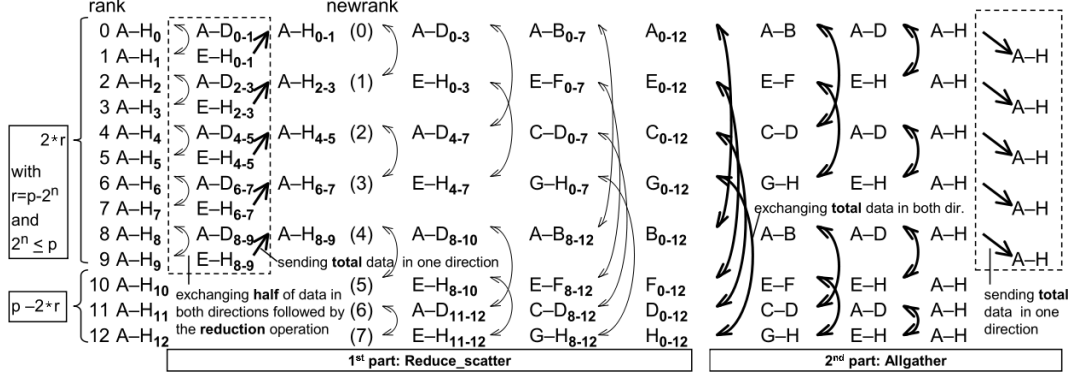 rank newrank
0 A–H0 A–D0-1 A–H0-1 (0) A–D0-3 A–B0-7 A0-12 A–B A–D A–H
1 A–H1 E–H0-1 A–H
2 A–H2 A–D2-3 A–H2-3 (1) E–H0-3 E–F0-7 E0-12 E–F E–H A–H
3 A–H3 E–H2-3 A–H
2*r 4 A–H4 A–D4-5 A–H4-5 (2) A–D4-7 C–D0-7 C0-12 C–D A–D A–H
5 A–H5 E–H4-5 A–H
with
6 A–H6 A–D6-7 A–H6-7 (3) E–H4-7 G–H0-7 G0-12 G–H E–H A–H
r=p-2n
7 A–H7 E–H6-7 A–H
and
exchanging total data in both dir.
8 A–H8 A–D8-9 A–H8-9 (4) A–D8-10 A–B8-12 B0-12 A–B A–D A–H
2n ≤ p
9 A–H9 E–H8-9 A–H
sending total data in one direction
10 A–H10 (5) E–H8-10 E–F8-12 F0-12 E–F E–H A–H
p –2*r 11 A–H11 (6) A–D11-12 C–D8-12 D0-12 C–D A–D A–H
12 A–H12 (7) E–H11-12 G–H8-12 H0-12 G–H E–H A–H
exchanging half of data in
both directions followed by
the reduction operation
sending total
data in one
direction
1st part: Reduce_scatter
2nd part: Allgather